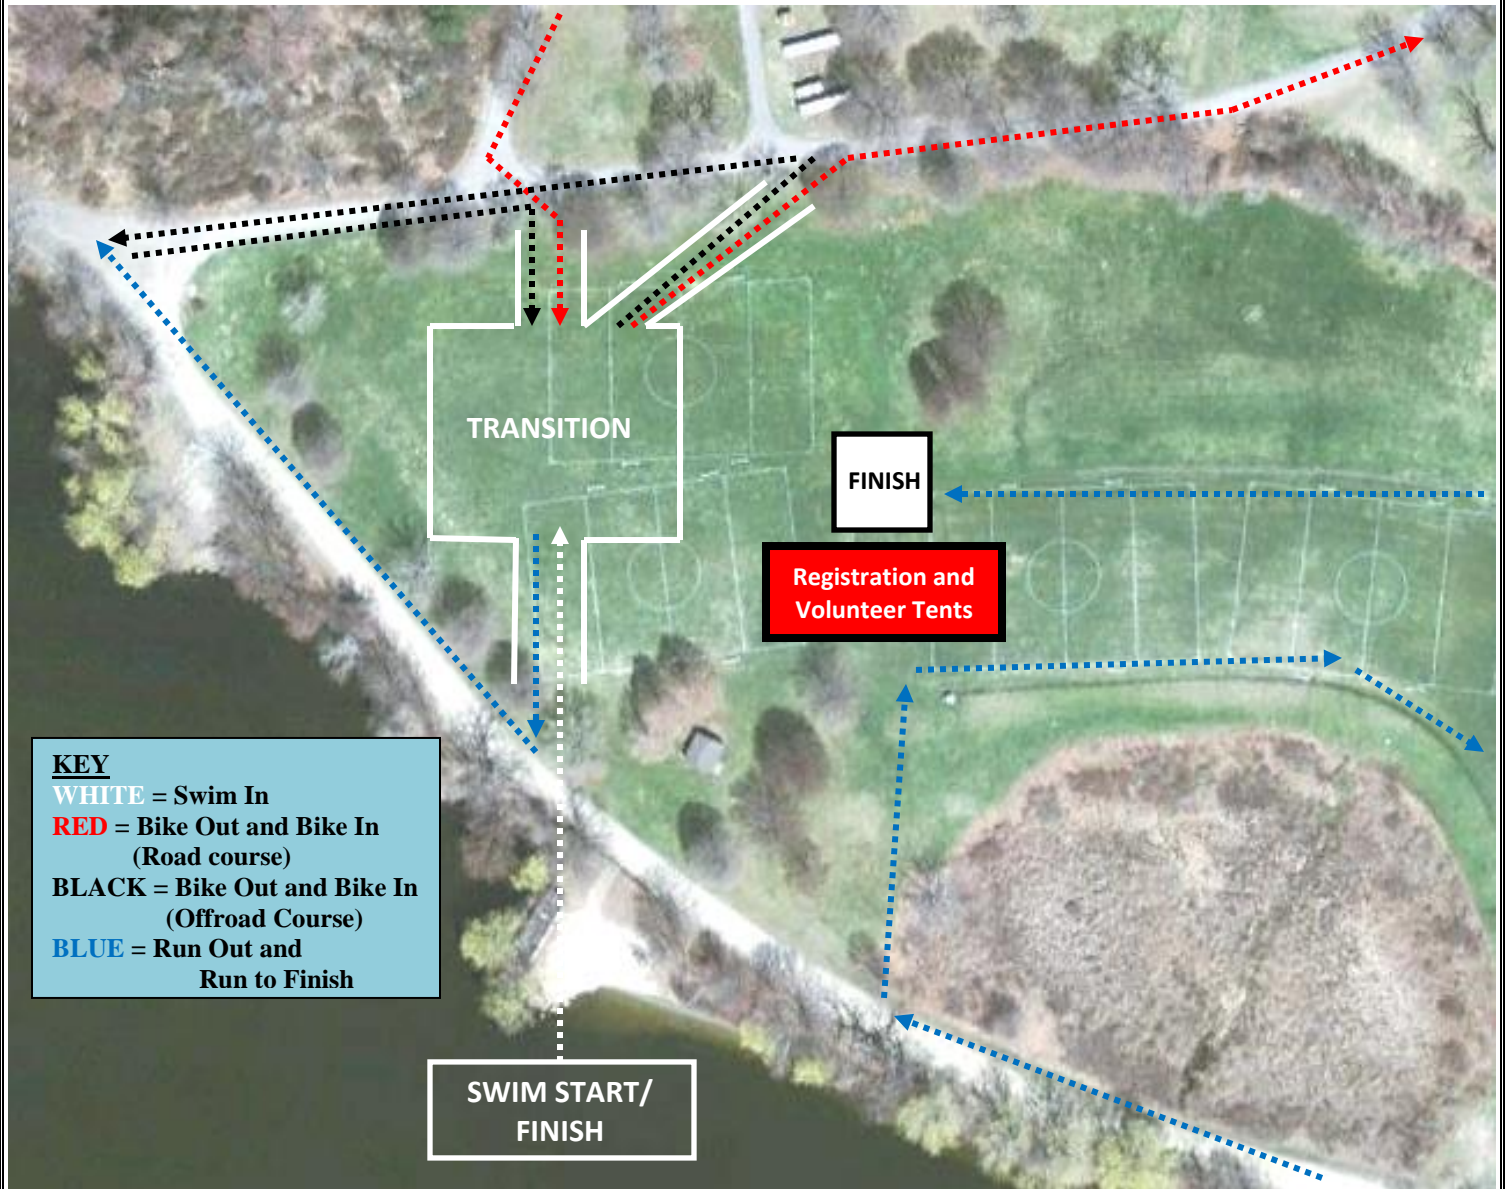 TRANSITION
FINISH
Registration and
Volunteer Tents
KEY
WHITE = Swim In
RED = Bike Out and Bike In
(Road course)
BLACK = Bike Out and Bike In
(Offroad Course)
BLUE = Run Out and
Run to Finish
SWIM START/
FINISH